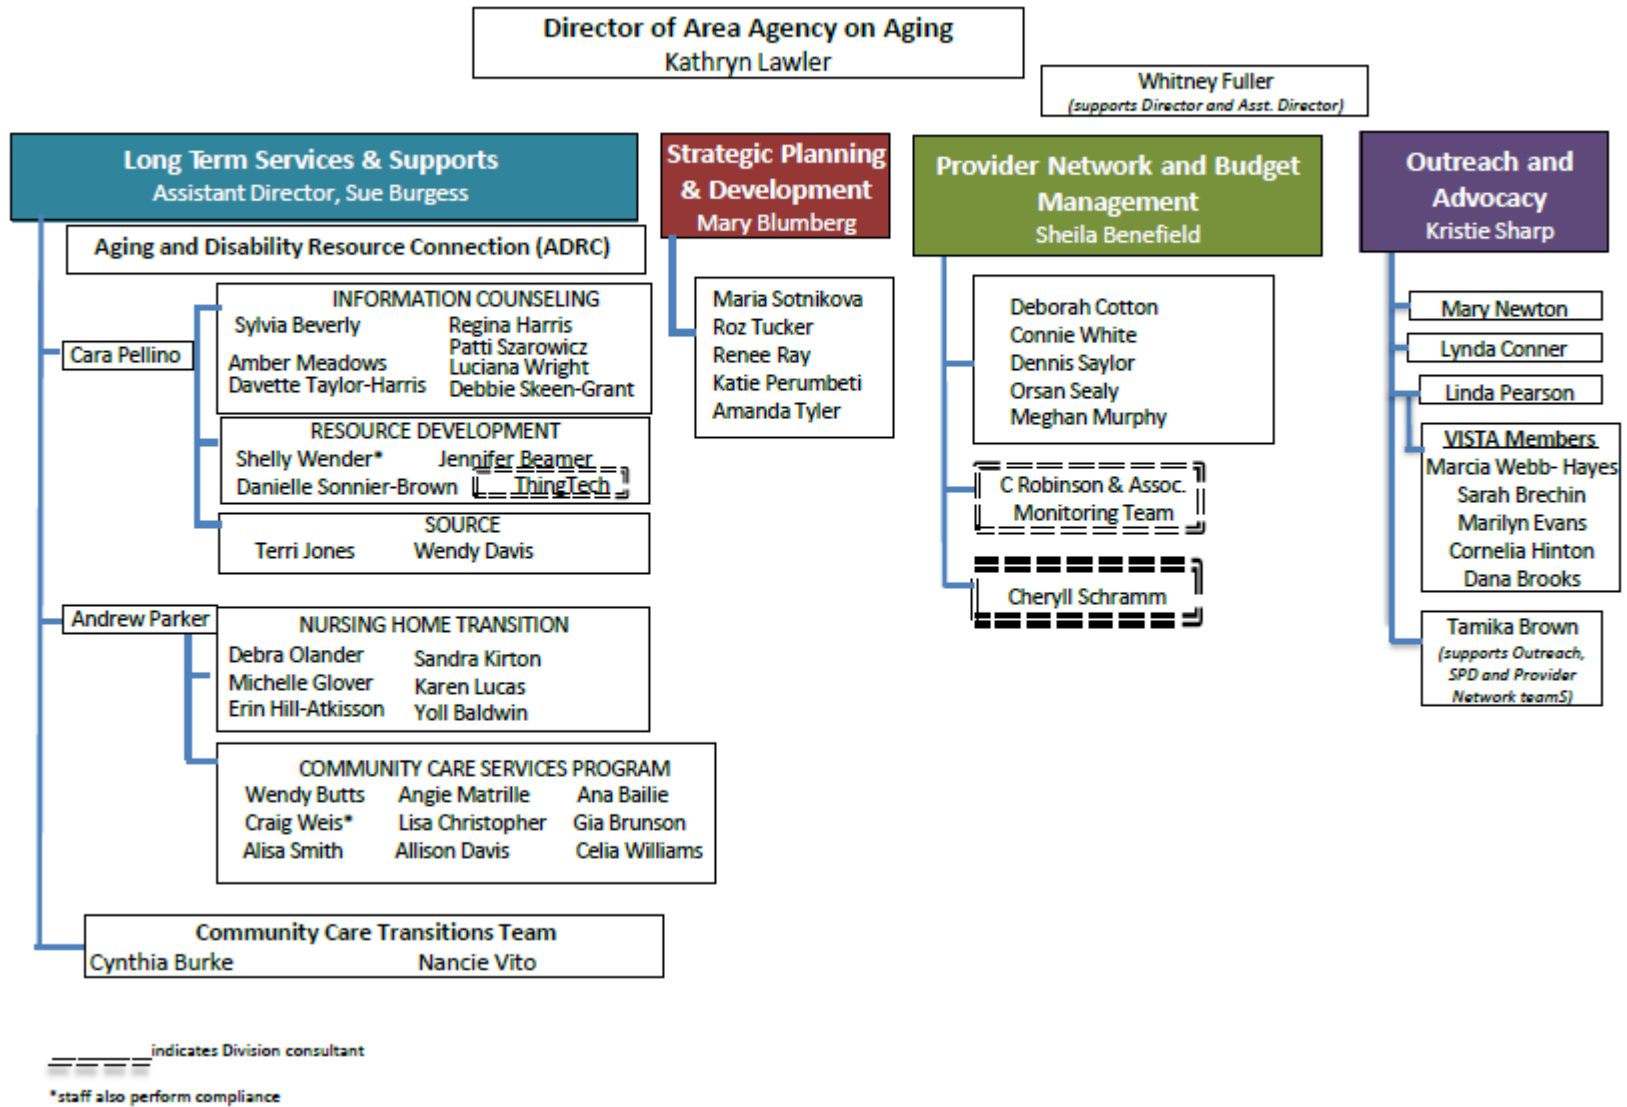 Director of Area Agency on Aging
Kathryn Lawler
Whitney Fuller
(supports Director and Asst. Director)
Long Term Services & Supports
Assistant Director, Sue Burgess
Aging and Disability Resource Connection (ADRC)
Cara Pellino
INFORMATION COUNSELING
Sylvia Beverly Regina Harris
Patti Szarowicz
Amber Meadows Luciana Wright
Davette Taylor-Harris Debbie Skeen-Grant
RESOURCE DEVELOPMENT
Shelly Wender* Jennifer Beamer
Danielle Sonnier-Brown ThingTech
SOURCE
Terri Jones Wendy Davis
Andrew Parker
NURSING HOME TRANSITION
Debra Olander Sandra Kirton
Michelle Glover Karen Lucas
Erin Hill-Atkisson Yoll Baldwin
COMMUNITY CARE SERVICES PROGRAM
Wendy Butts Angie Matrille Ana Bailie
Craig Weis* Lisa Christopher Gia Brunson
Alisa Smith Allison Davis Celia Williams
Community Care Transitions Team
Cynthia Burke Nancie Vito
Strategic Planning
& Development
Mary Blumberg
Maria Sotnikova
Roz Tucker
Renee Ray
Katie Perumbeti
Amanda Tyler
Provider Network and Budget
Management
Sheila Benefield
Deborah Cotton
Connie White
Dennis Saylor
Orsan Sealy
Meghan Murphy
C Robinson & Assoc.
Monitoring Team
Cheryll Schramm
Outreach and
Advocacy
Kristie Sharp
Mary Newton
Lynda Conner
Linda Pearson
VISTA Members
Marcia Webb- Hayes
Sarah Brechin
Marilyn Evans
Cornelia Hinton
Dana Brooks
Tamika Brown
(supports Outreach,
SPD and Provider
Network teamS)
indicates Division consultant
*staff also perform compliance